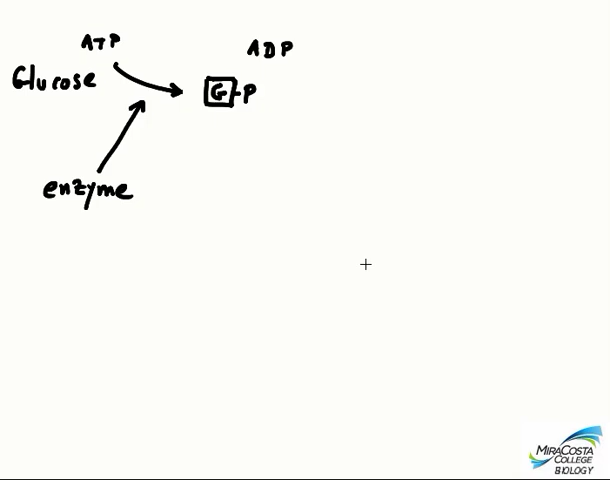 ATP
ADP
Glucose
G-P
enzyme
MIRACOSTA
COLLEGE
BIOLOGY